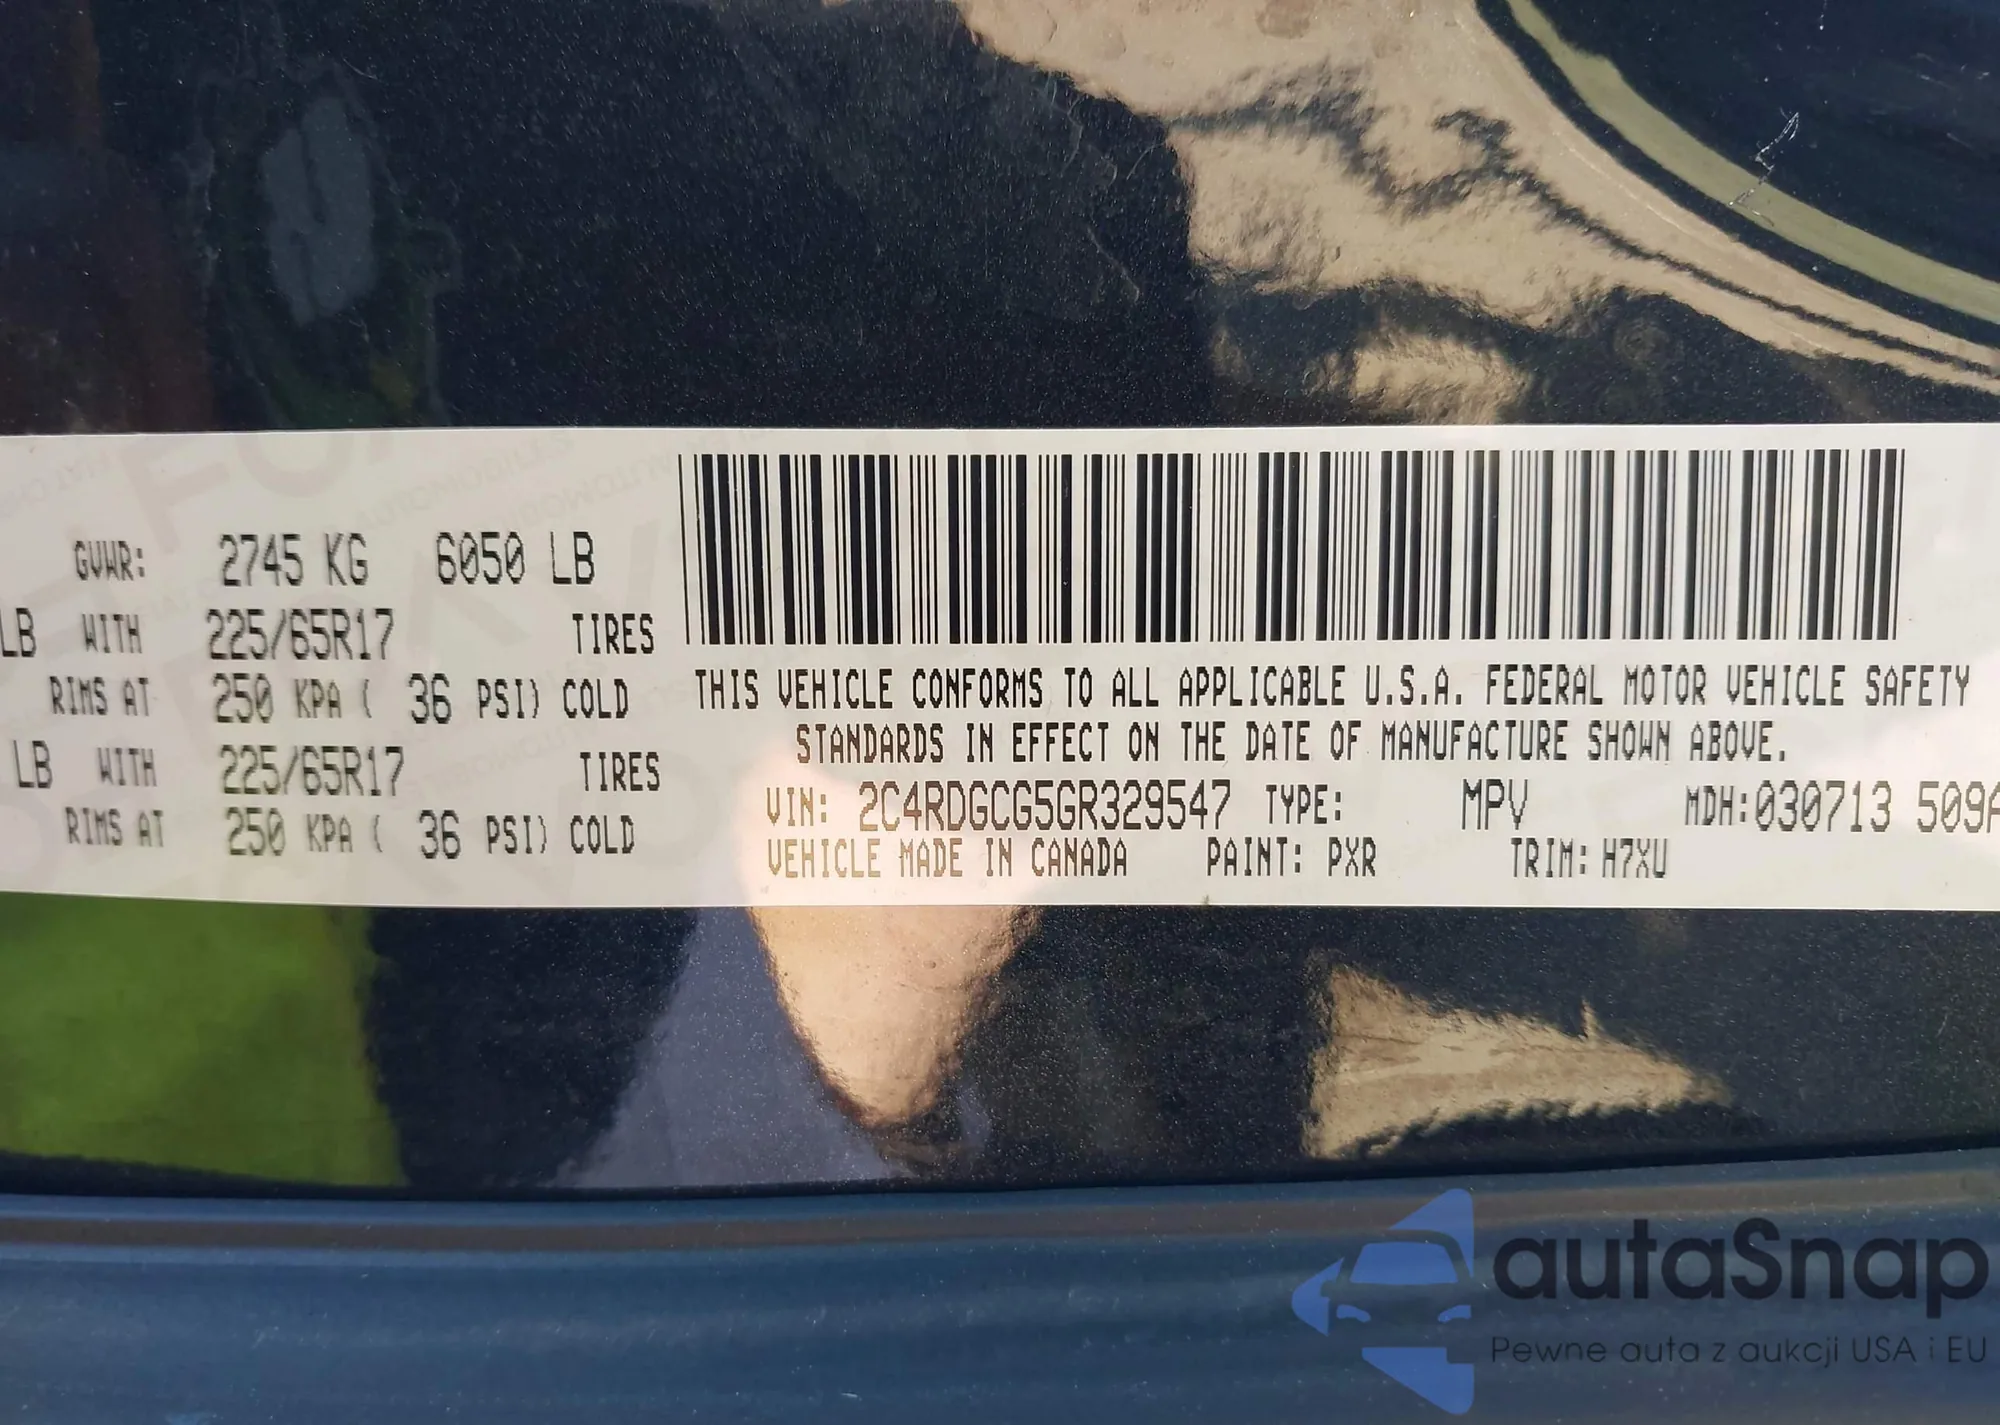 GVWR: 2745 KG 6050 LB
LB WITH 225/65R17 TIRES
RIMS AT 250 KPA ( 36 PSI) COLD
LB WITH 225/65R17 TIRES
RIMS AT 250 KPA ( 36 PSI) COLD
THIS VEHICLE CONFORMS TO ALL APPLICABLE U.S.A. FEDERAL MOTOR VEHICLE SAFETY
STANDARDS IN EFFECT ON THE DATE OF MANUFACTURE SHOWN ABOVE.
VIN: 2C4RDGCG5GR329547 TYPE: MPV MDH:030713 509A
VEHICLE MADE IN CANADA PAINT: PXR TRIM: H7XU
autaSnap
Pewne auta z aukcji USA i EU